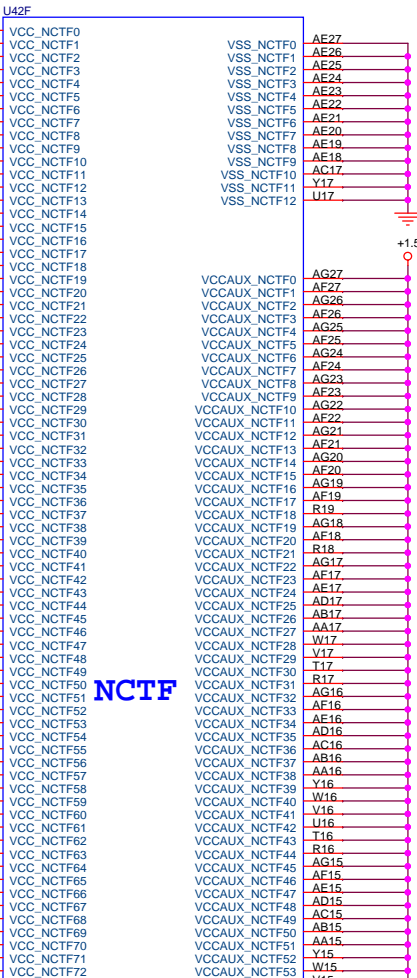 U42F
VCC_NCTF0
VCC_NCTF1
VCC_NCTF2
VCC_NCTF3
VCC_NCTF4
VCC_NCTF5
VCC_NCTF6
VCC_NCTF7
VCC_NCTF8
VCC_NCTF9
VCC_NCTF10
VCC_NCTF11
VCC_NCTF12
VCC_NCTF13
VCC_NCTF14
VCC_NCTF15
VCC_NCTF16
VCC_NCTF17
VCC_NCTF18
VCC_NCTF19
VCC_NCTF20
VCC_NCTF21
VCC_NCTF22
VCC_NCTF23
VCC_NCTF24
VCC_NCTF25
VCC_NCTF26
VCC_NCTF27
VCC_NCTF28
VCC_NCTF29
VCC_NCTF30
VCC_NCTF31
VCC_NCTF32
VCC_NCTF33
VCC_NCTF34
VCC_NCTF35
VCC_NCTF36
VCC_NCTF37
VCC_NCTF38
VCC_NCTF39
VCC_NCTF40
VCC_NCTF41
VCC_NCTF42
VCC_NCTF43
VCC_NCTF44
VCC_NCTF45
VCC_NCTF46
VCC_NCTF47
VCC_NCTF48
VCC_NCTF49
VCC_NCTF50
VCC_NCTF51
VCC_NCTF52
VCC_NCTF53
VCC_NCTF54
VCC_NCTF55
VCC_NCTF56
VCC_NCTF57
VCC_NCTF58
VCC_NCTF59
VCC_NCTF60
VCC_NCTF61
VCC_NCTF62
VCC_NCTF63
VCC_NCTF64
VCC_NCTF65
VCC_NCTF66
VCC_NCTF67
VCC_NCTF68
VCC_NCTF69
VCC_NCTF70
VCC_NCTF71
VCC_NCTF72
NCTF
VSS_NCTF0 AE27
VSS_NCTF1 AE26
VSS_NCTF2 AE25
VSS_NCTF3 AE24
VSS_NCTF4 AE23
VSS_NCTF5 AE22
VSS_NCTF6 AE21
VSS_NCTF7 AE20
VSS_NCTF8 AE19
VSS_NCTF9 AE18
VSS_NCTF10 AC17
VSS_NCTF11 Y17
VSS_NCTF12 U17
+1.5
VCCAUX_NCTF0 AG27
VCCAUX_NCTF1 AF27
VCCAUX_NCTF2 AG26
VCCAUX_NCTF3 AF26
VCCAUX_NCTF4 AG25
VCCAUX_NCTF5 AF25
VCCAUX_NCTF6 AG24
VCCAUX_NCTF7 AF24
VCCAUX_NCTF8 AG23
VCCAUX_NCTF9 AF23
VCCAUX_NCTF10 AG22
VCCAUX_NCTF11 AF22
VCCAUX_NCTF12 AG21
VCCAUX_NCTF13 AF21
VCCAUX_NCTF14 AG20
VCCAUX_NCTF15 AF20
VCCAUX_NCTF16 AG19
VCCAUX_NCTF17 AF19
VCCAUX_NCTF18 R19
VCCAUX_NCTF19 AG18
VCCAUX_NCTF20 AF18
VCCAUX_NCTF21 R18
VCCAUX_NCTF22 AG17
VCCAUX_NCTF23 AF17
VCCAUX_NCTF24 AE17
VCCAUX_NCTF25 AD17
VCCAUX_NCTF26 AB17
VCCAUX_NCTF27 AA17
VCCAUX_NCTF28 W17
VCCAUX_NCTF29 V17
VCCAUX_NCTF30 T17
VCCAUX_NCTF31 R17
VCCAUX_NCTF32 AG16
VCCAUX_NCTF33 AF16
VCCAUX_NCTF34 AE16
VCCAUX_NCTF35 AD16
VCCAUX_NCTF36 AC16
VCCAUX_NCTF37 AB16
VCCAUX_NCTF38 AA16
VCCAUX_NCTF39 Y16
VCCAUX_NCTF40 W16
VCCAUX_NCTF41 V16
VCCAUX_NCTF42 U16
VCCAUX_NCTF43 T16
VCCAUX_NCTF44 R16
VCCAUX_NCTF45 AG15
VCCAUX_NCTF46 AF15
VCCAUX_NCTF47 AE15
VCCAUX_NCTF48 AD15
VCCAUX_NCTF49 AC15
VCCAUX_NCTF50 AB15
VCCAUX_NCTF51 AA15
VCCAUX_NCTF52 Y15
VCCAUX_NCTF53 W15